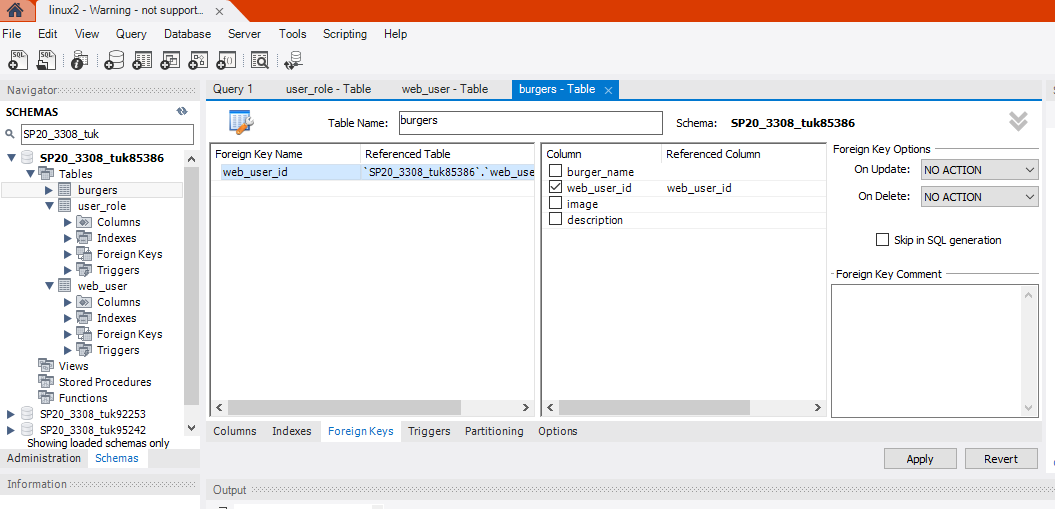 linux2 - Warning - not support...
File Edit View Query Database Server Tools Scripting Help
Navigator
SCHEMAS
SP20_3308_tuk
SP20_3308_tuk85386
Tables
burgers
user_role
Columns
Indexes
Foreign Keys
Triggers
web_user
Columns
Indexes
Foreign Keys
Triggers
Views
Stored Procedures
Functions
SP20_3308_tuk92253
SP20_3308_tuk95242
Showing loaded schemas only
Administration Schemas
Information
Query 1 user_role - Table web_user - Table burgers - Table
Table Name: burgers Schema: SP20_3308_tuk85386
Foreign Key Name Referenced Table
web_user_id `SP20_3308_tuk85386`.`web_use
Column Referenced Column
burger_name
web_user_id web_user_id
image
description
Foreign Key Options
On Update: NO ACTION
On Delete: NO ACTION
Skip in SQL generation
Foreign Key Comment
Columns Indexes Foreign Keys Triggers Partitioning Options
Apply Revert
Output